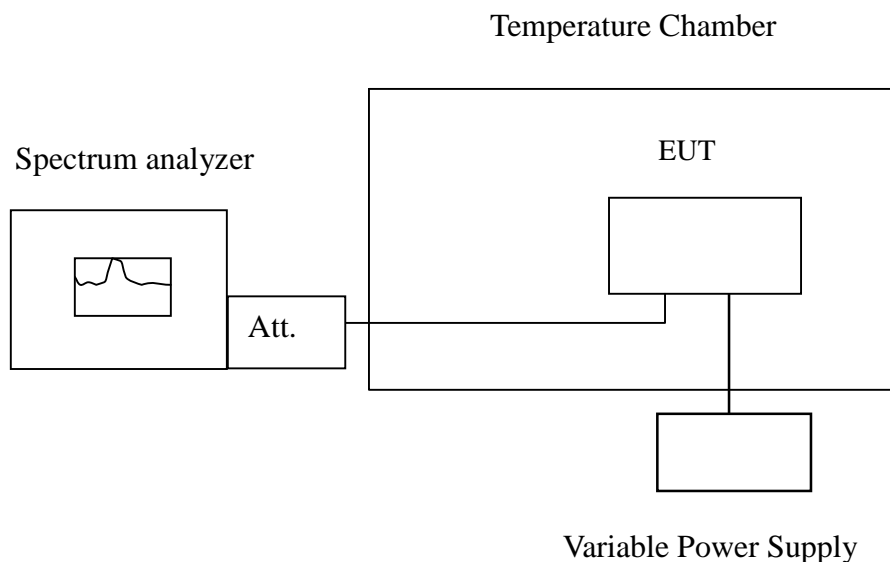 Temperature Chamber
Spectrum analyzer
EUT
Att.
Variable Power Supply